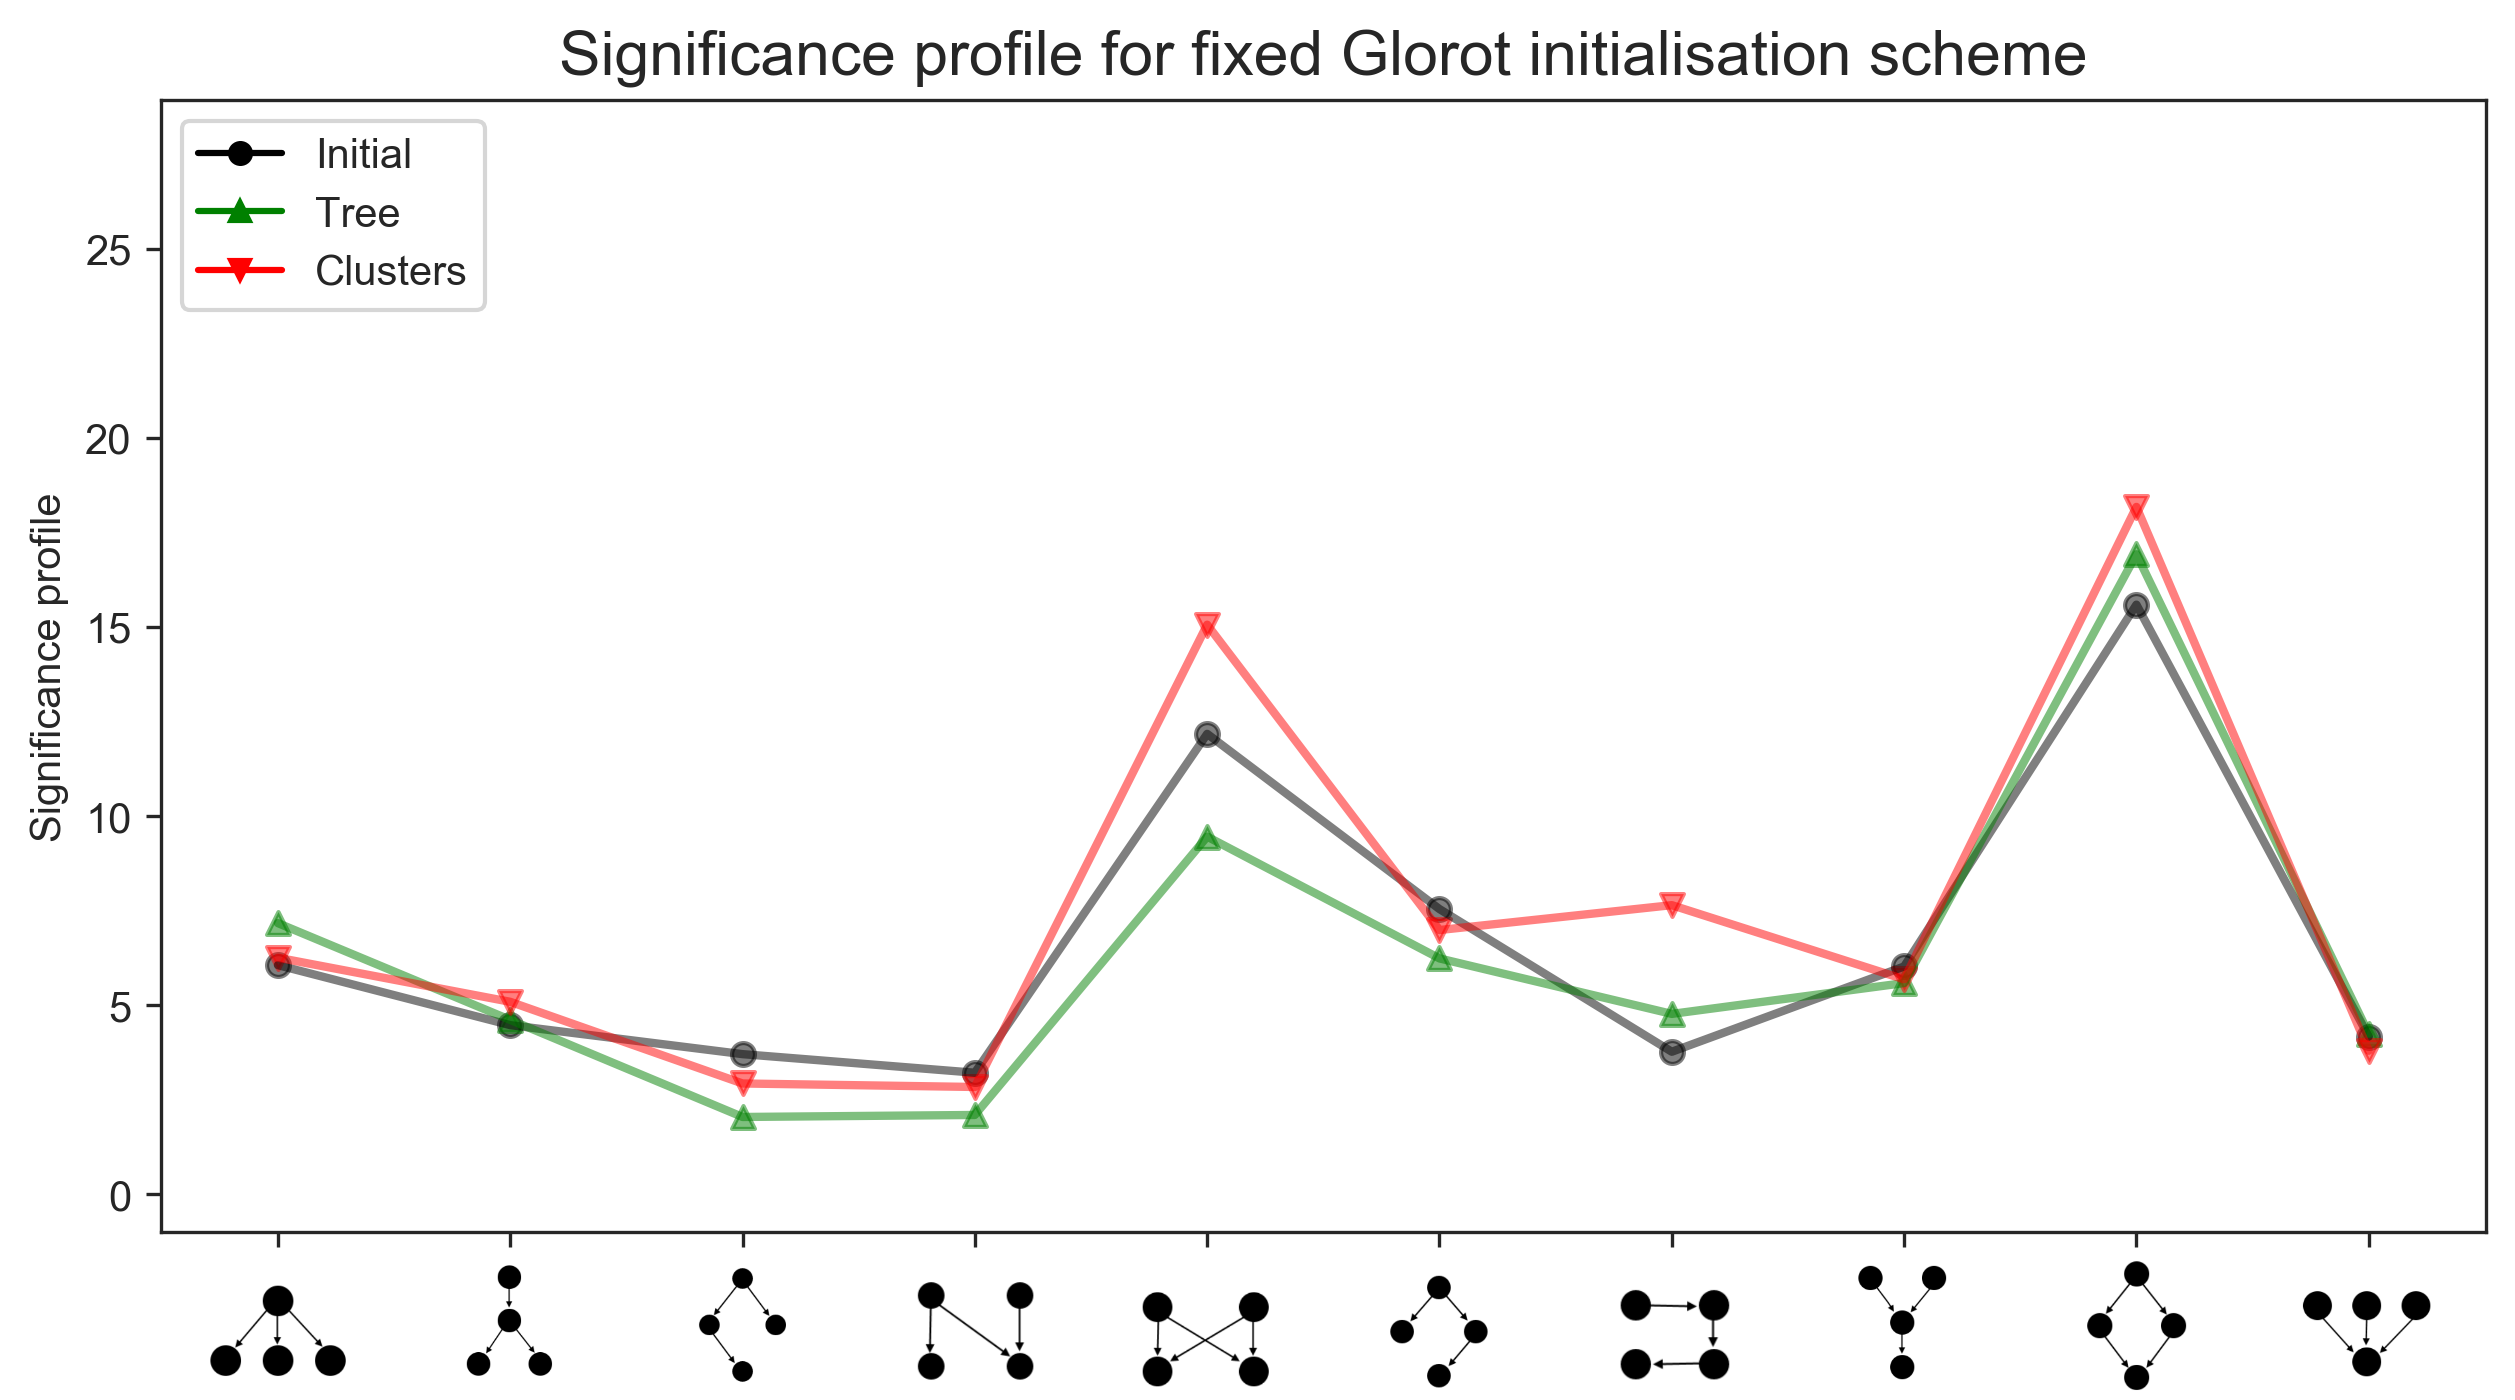 Significance profile for fixed Glorot initialisation scheme
Initial
Tree
Clusters
Significance profile
25
20
15
10
5
0